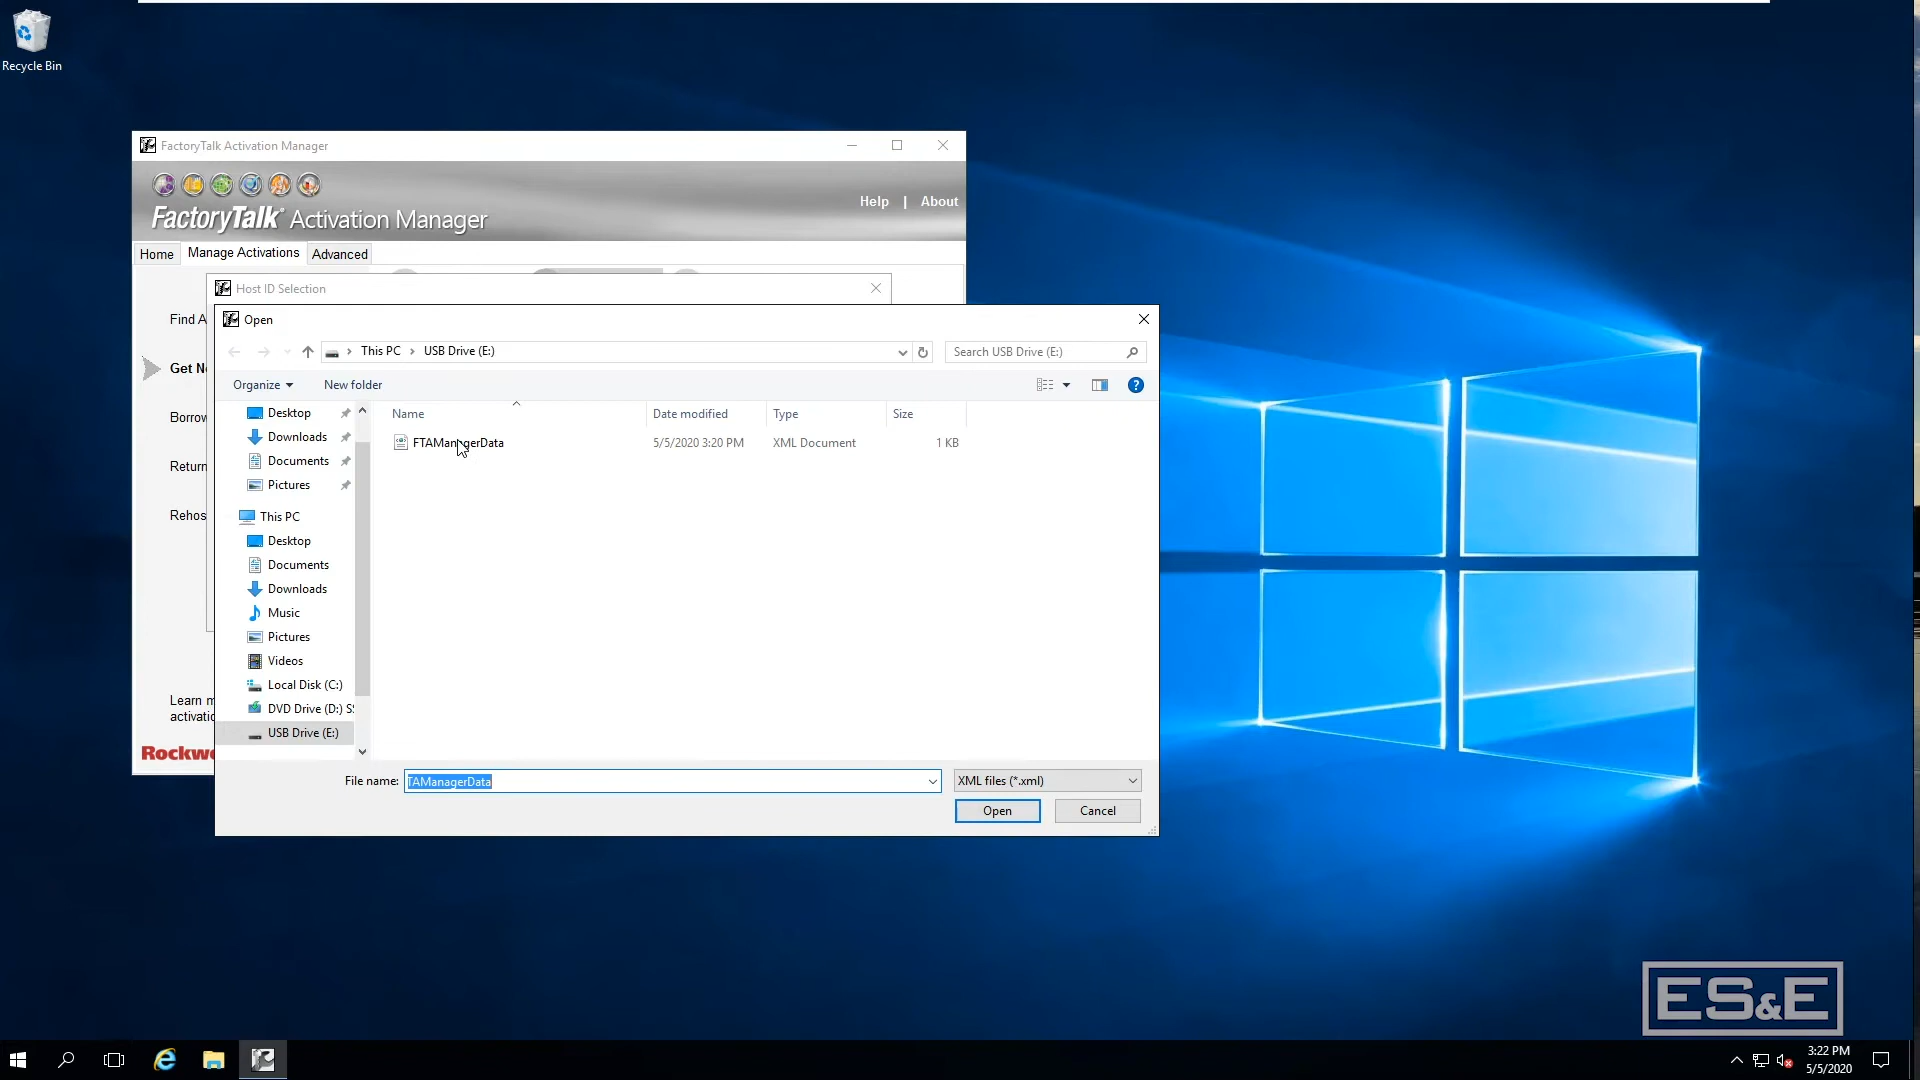 Recycle Bin
FactoryTalk Activation Manager
FactoryTalk Activation Manager
Help | About
Home Manage Activations Advanced
Host ID Selection
Find A
Get N
Borrow
Return
Rehos
Learn m
activatio
Rockw
Open
This PC > USB Drive (E:)
Search USB Drive (E:)
Organize New folder
Name Date modified Type Size
FTAManagerData 5/5/2020 3:20 PM XML Document 1 KB
Desktop
Downloads
Documents
Pictures
This PC
Desktop
Documents
Downloads
Music
Pictures
Videos
Local Disk (C:)
DVD Drive (D:) S
USB Drive (E:)
File name: TAManagerData XML files (*.xml)
Open Cancel
ES&E
3:22 PM
5/5/2020